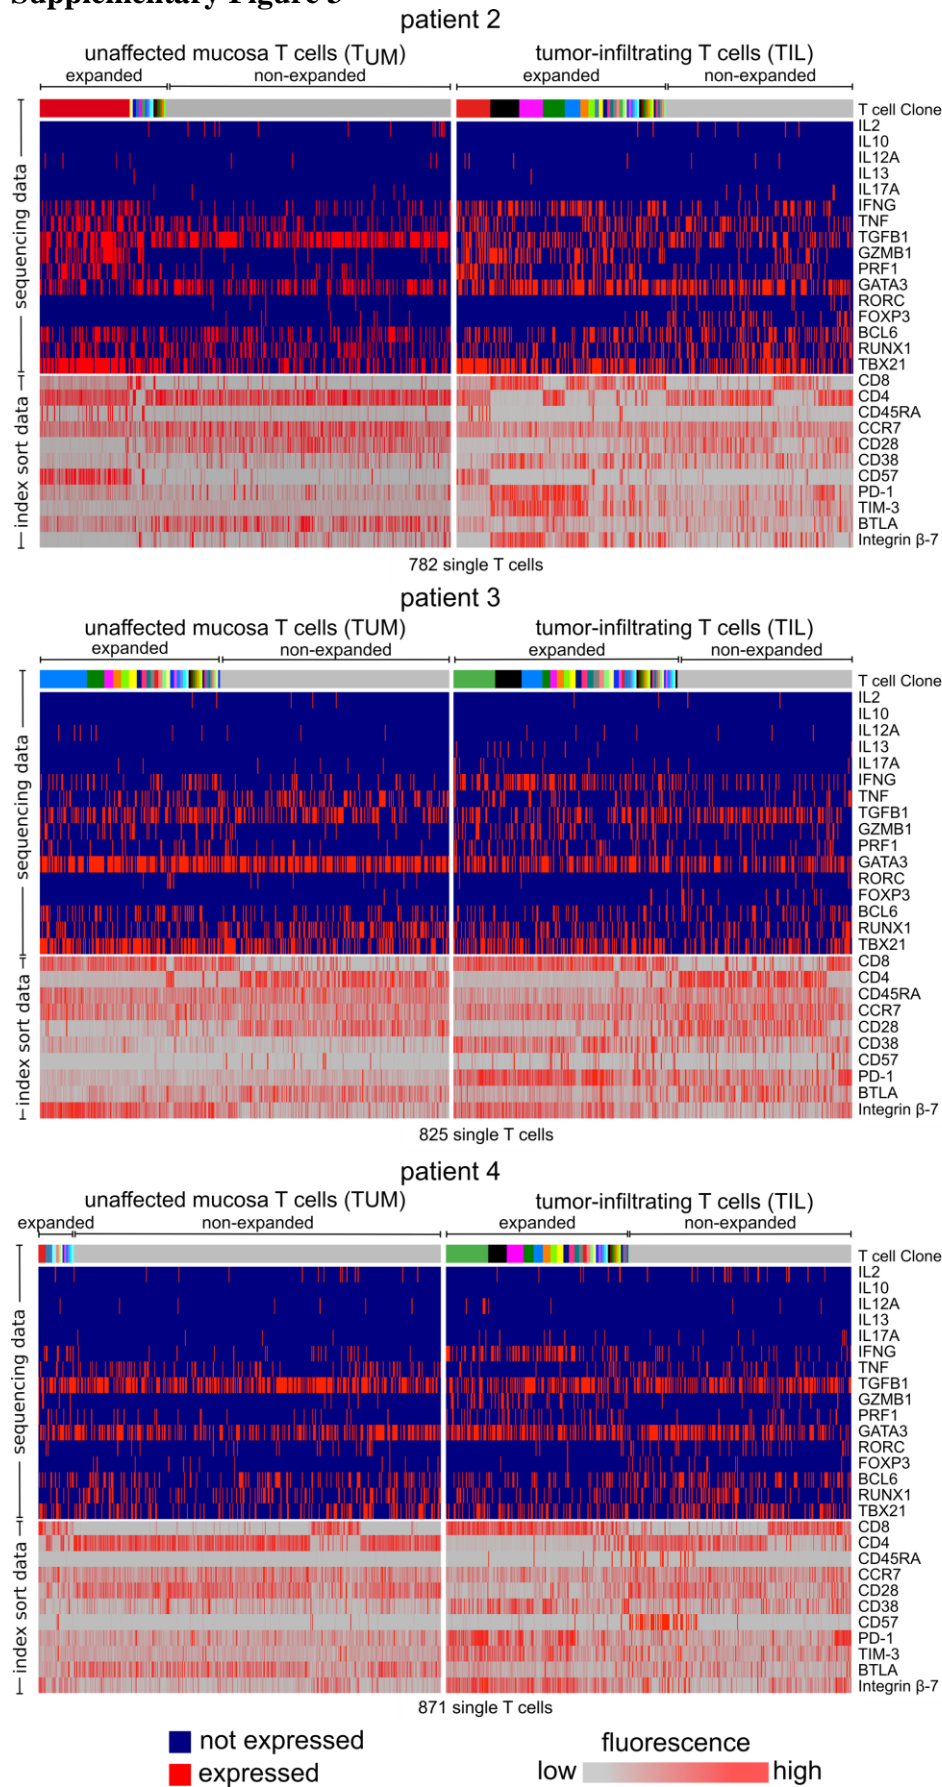 Supplementary Figure 3
patient 2
unaffected mucosa T cells (TUM)
tumor-infiltrating T cells (TIL)
expanded
non-expanded
expanded
non-expanded
T cell Clone
sequencing data
IL2
IL10
IL12A
IL13
IL17A
IFNG
TNF
TGFB1
GZMB1
PRF1
GATA3
RORC
FOXP3
BCL6
RUNX1
TBX21
index sort data
CD8
CD4
CD45RA
CCR7
CD28
CD38
CD57
PD-1
TIM-3
BTLA
Integrin β-7
782 single T cells
patient 3
unaffected mucosa T cells (TUM)
tumor-infiltrating T cells (TIL)
expanded
non-expanded
expanded
non-expanded
T cell Clone
sequencing data
IL2
IL10
IL12A
IL13
IL17A
IFNG
TNF
TGFB1
GZMB1
PRF1
GATA3
RORC
FOXP3
BCL6
RUNX1
TBX21
index sort data
CD8
CD4
CD45RA
CCR7
CD28
CD38
CD57
PD-1
BTLA
Integrin β-7
825 single T cells
patient 4
unaffected mucosa T cells (TUM)
tumor-infiltrating T cells (TIL)
expanded
non-expanded
expanded
non-expanded
T cell Clone
sequencing data
IL2
IL10
IL12A
IL13
IL17A
IFNG
TNF
TGFB1
GZMB1
PRF1
GATA3
RORC
FOXP3
BCL6
RUNX1
TBX21
index sort data
CD8
CD4
CD45RA
CCR7
CD28
CD38
CD57
PD-1
TIM-3
BTLA
Integrin β-7
871 single T cells
not expressed
expressed
fluorescence
low
high